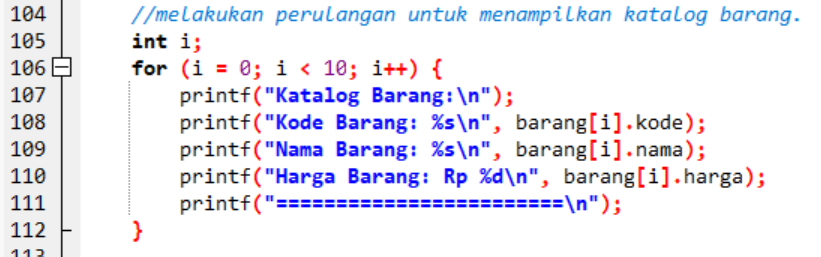 104 //melakukan perulangan untuk menampilkan katalog barang.
105 int i;
106 for (i = 0; i < 10; i++) {
107 printf("Katalog Barang:\n");
108 printf("Kode Barang: %s\n", barang[i].kode);
109 printf("Nama Barang: %s\n", barang[i].nama);
110 printf("Harga Barang: Rp %d\n", barang[i].harga);
111 printf("========================\n");
112 }
113